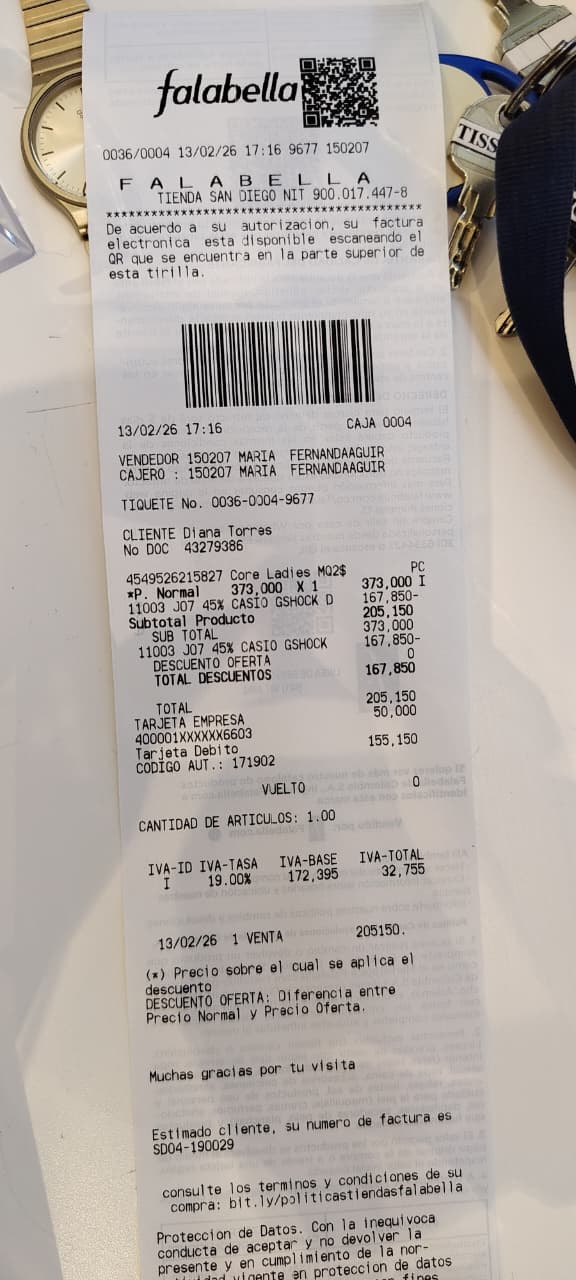 falabella
0036/0004 13/02/26 17:16 9677 150207
F A L A B E L L A
TIENDA SAN DIEGO NIT 900.017.447-8
****************************************
De acuerdo a su autorizacion, su factura
electronica esta disponible escaneando el
QR que se encuentra en la parte superior de
esta tirilla.
13/02/26 17:16 CAJA 0004
VENDEDOR 150207 MARIA FERNANDAAGUIR
CAJERO : 150207 MARIA FERNANDAAGUIR
TIQUETE No. 0036-0004-9677
CLIENTE Diana Torres
No DOC 43279386
4549526215827 Core Ladies MQ2$ PC
*P. Normal 373,000 X 1 373,000 I
11003 J07 45% CASIO GSHOCK D 167,850-
Subtotal Producto 205,150
SUB TOTAL 373,000
11003 J07 45% CASIO GSHOCK 167,850-
DESCUENTO OFERTA 0
TOTAL DESCUENTOS 167,850
TOTAL 205,150
TARJETA EMPRESA 50,000
400001XXXXXX6603
Tarjeta Debito 155,150
CODIGO AUT.: 171902
VUELTO 0
CANTIDAD DE ARTICULOS: 1.00
IVA-ID IVA-TASA IVA-BASE IVA-TOTAL
I 19.00% 172,395 32,755
13/02/26 1 VENTA 205150.
(*) Precio sobre el cual se aplica el
descuento
DESCUENTO OFERTA: Diferencia entre
Precio Normal y Precio Oferta.
Muchas gracias por tu visita
Estimado cliente, su numero de factura es
SD04-190029
consulte los terminos y condiciones de su
compra: bit.ly/politicastiendasfalabella
Proteccion de Datos. Con la inequivoca
conducta de aceptar y no devolver la
presente y en cumplimiento de la nor-
vigente en proteccion de datos
fines
TISS